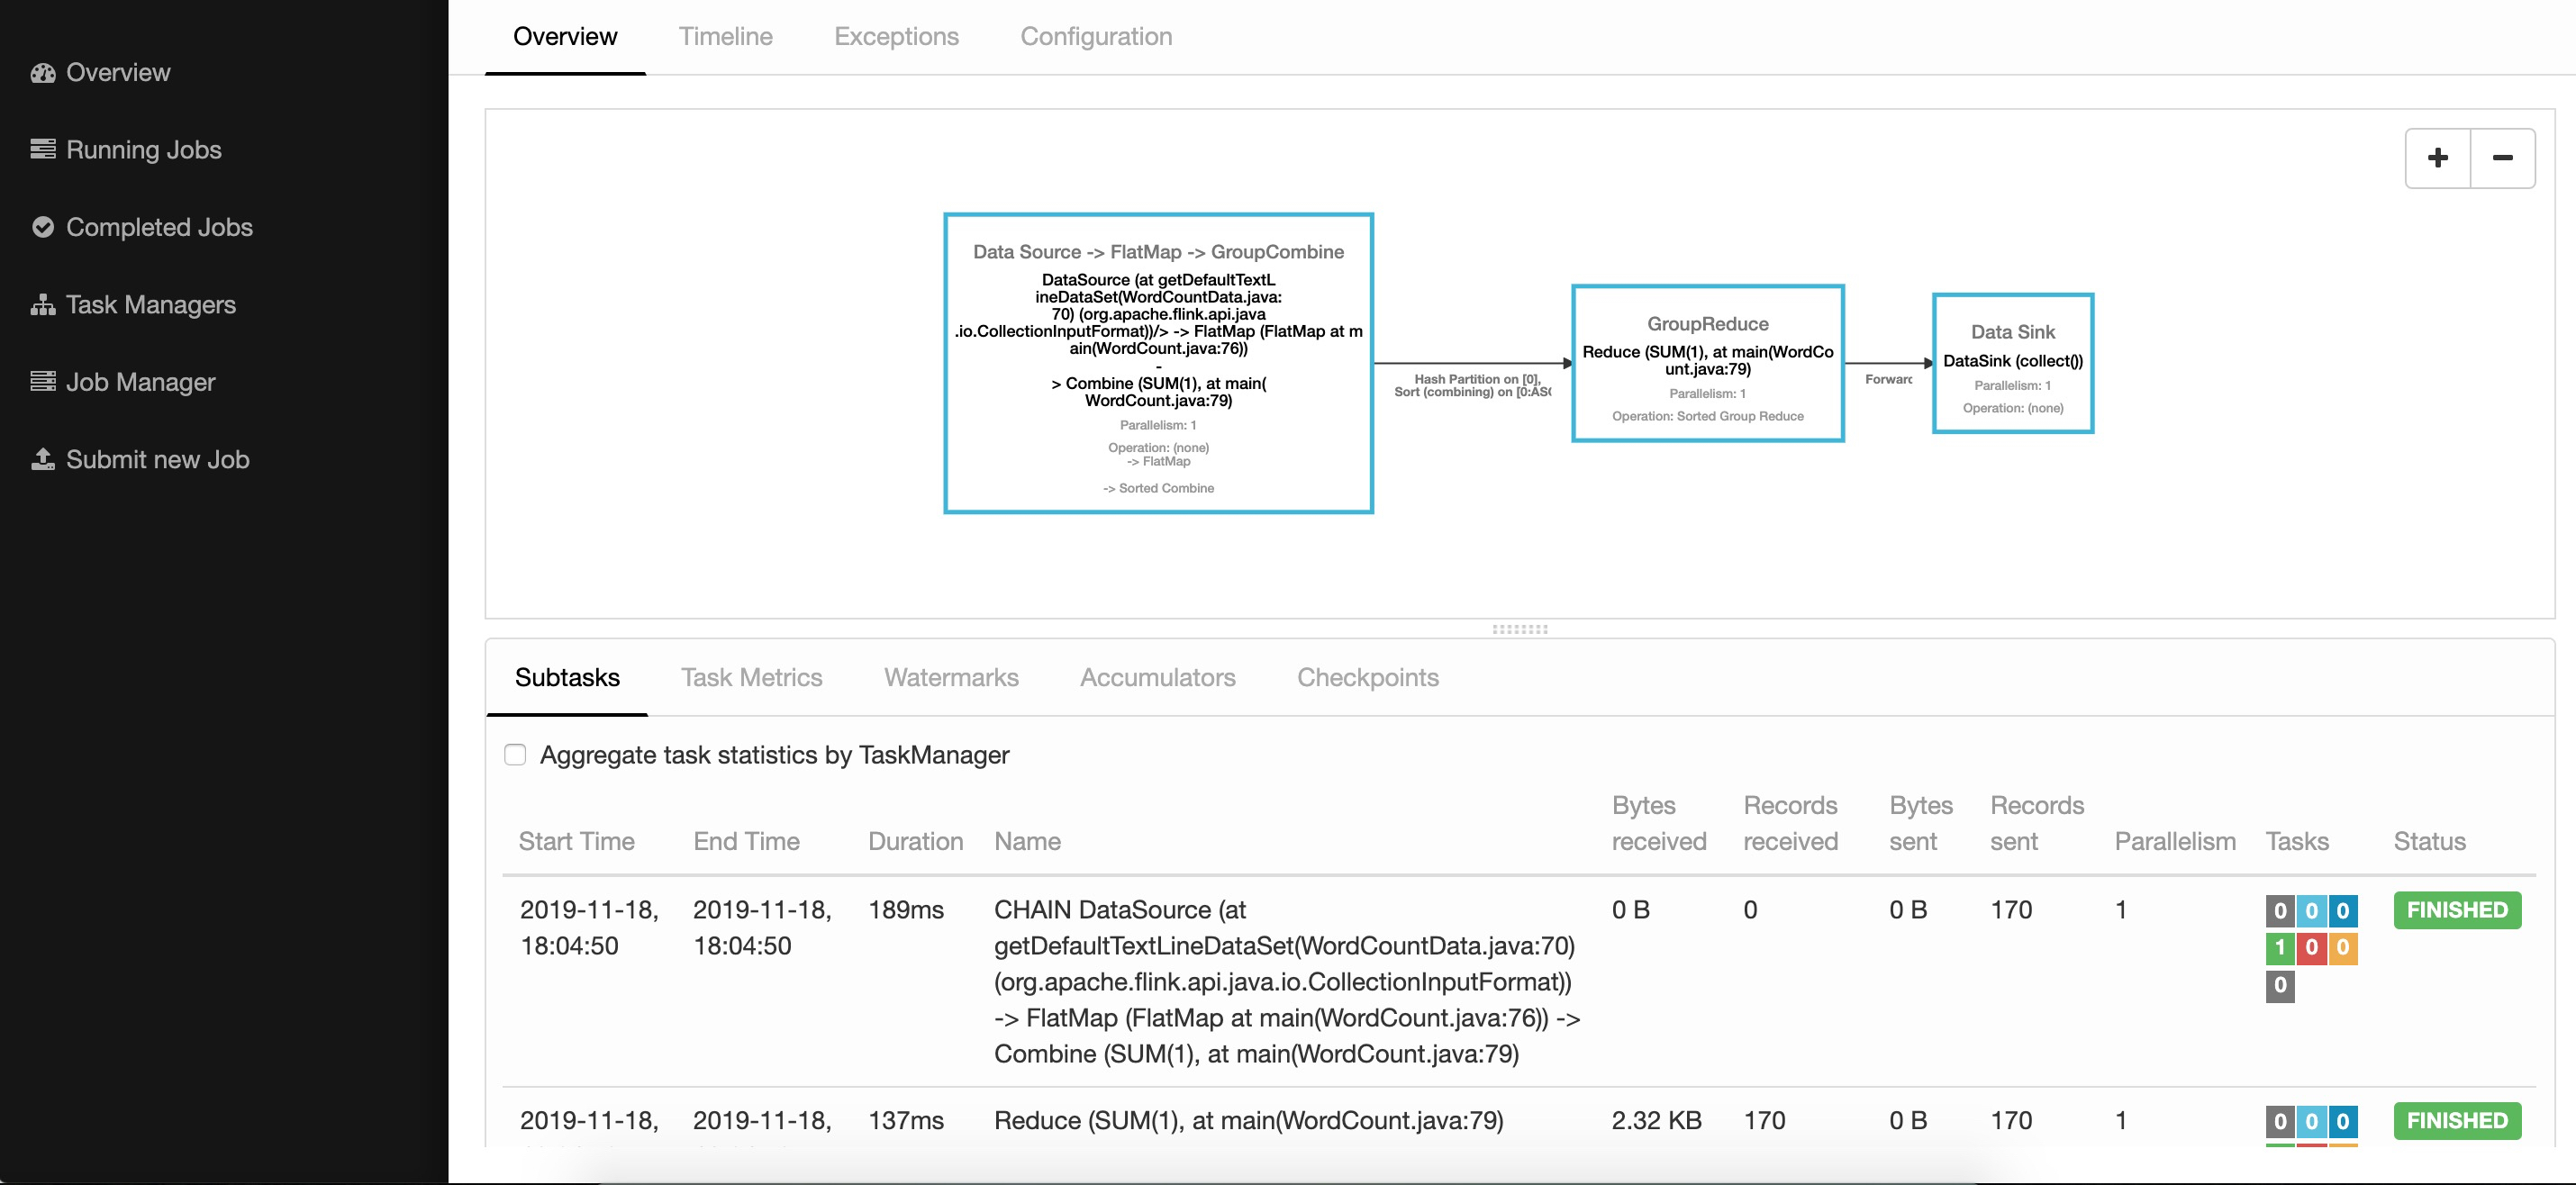 Overview
Running Jobs
Completed Jobs
Task Managers
Job Manager
Submit new Job
Overview Timeline Exceptions Configuration
Data Source -> FlatMap -> GroupCombine
DataSource (at getDefaultTextL
ineDataSet(WordCountData.java:
70) (org.apache.flink.api.java
.io.CollectionInputFormat))/> -> FlatMap (FlatMap at m
ain(WordCount.java:76))
-
> Combine (SUM(1), at main(
WordCount.java:79)
Parallelism: 1
Operation: (none)
-> FlatMap
-> Sorted Combine
Hash Partition on [0],
Sort (combining) on [0:ASC
GroupReduce
Reduce (SUM(1), at main(WordCo
unt.java:79)
Parallelism: 1
Operation: Sorted Group Reduce
Forward
Data Sink
DataSink (collect())
Parallelism: 1
Operation: (none)
Subtasks Task Metrics Watermarks Accumulators Checkpoints
Aggregate task statistics by TaskManager
Start Time End Time Duration Name Bytes received Records received Bytes sent Records sent Parallelism Tasks Status
2019-11-18, 2019-11-18, 189ms CHAIN DataSource (at 0 B 0 0 B 170 1 0 0 0 FINISHED
18:04:50 18:04:50 getDefaultTextLineDataSet(WordCountData.java:70) 1 0 0
(org.apache.flink.api.java.io.CollectionInputFormat)) 0
-> FlatMap (FlatMap at main(WordCount.java:76)) ->
Combine (SUM(1), at main(WordCount.java:79)
2019-11-18, 2019-11-18, 137ms Reduce (SUM(1), at main(WordCount.java:79) 2.32 KB 170 0 B 170 1 0 0 0 FINISHED